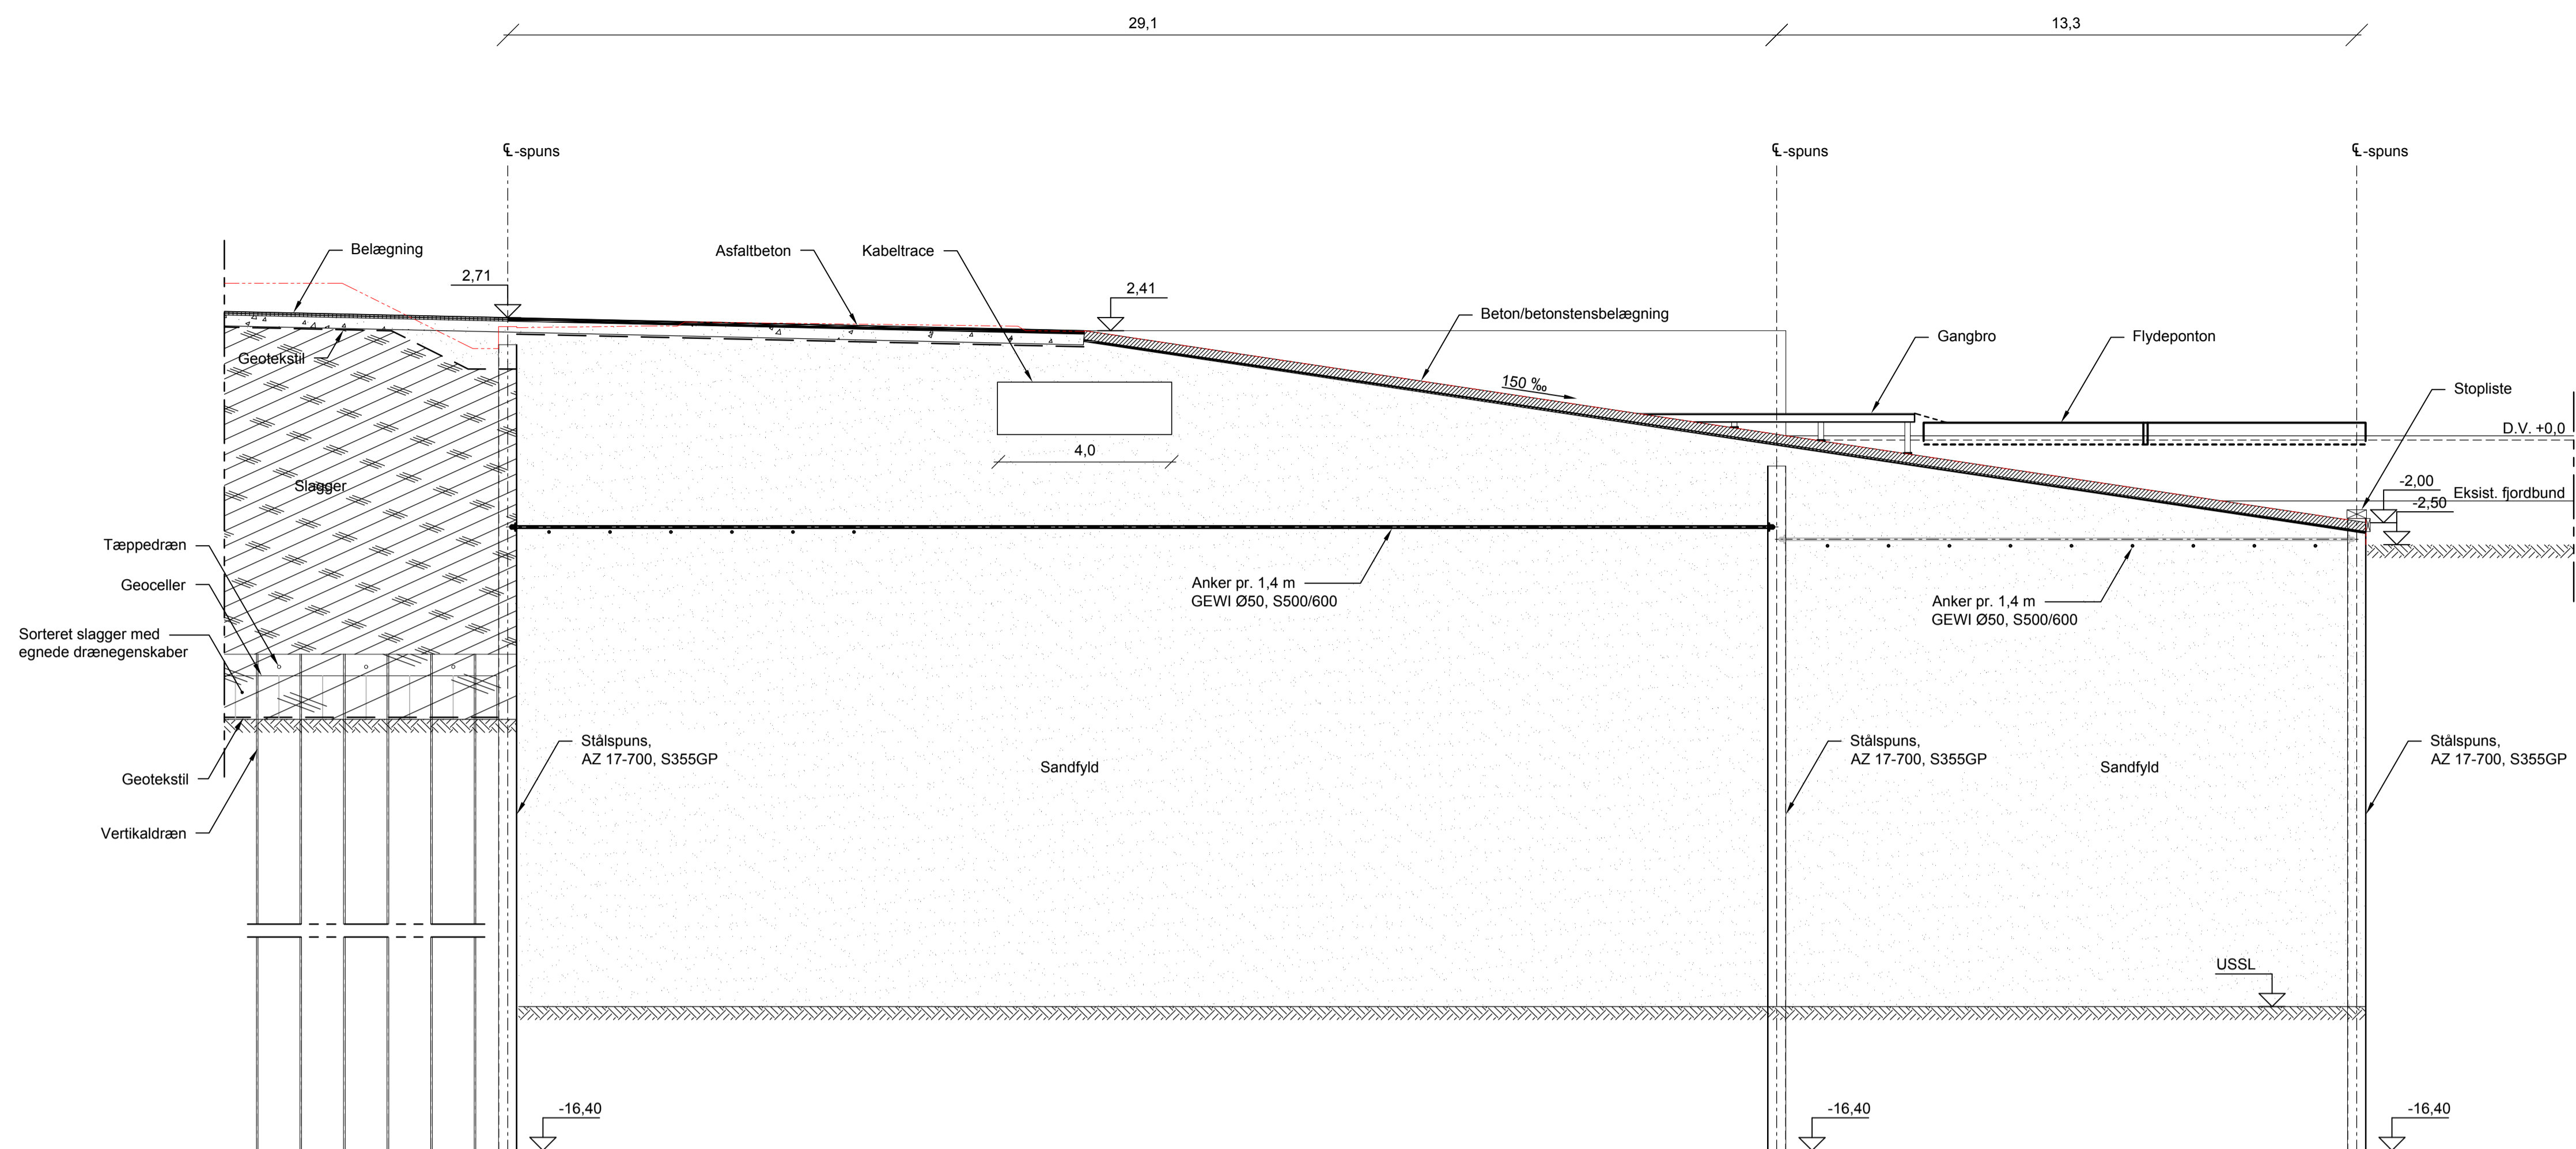 29,1
13,3
℄-spuns
℄-spuns
℄-spuns
Belægning
2,71
Asfaltbeton
Kabeltrace
2,41
Beton/betonstensbelægning
Gangbro
Flydeponton
Geotekstil
150 ‰
Stopliste
D.V. +0,0
4,0
Slagger
-2,00
Eksist. fjordbund
-2,50
Tæppedræn
Geoceller
Anker pr. 1,4 m
GEWI Ø50, S500/600
Anker pr. 1,4 m
GEWI Ø50, S500/600
Sorteret slagger med
egnede drænegenskaber
Stålspuns,
AZ 17-700, S355GP
Sandfyld
Stålspuns,
AZ 17-700, S355GP
Sandfyld
Stålspuns,
AZ 17-700, S355GP
Geotekstil
Vertikaldræn
USSL
-16,40
-16,40
-16,40